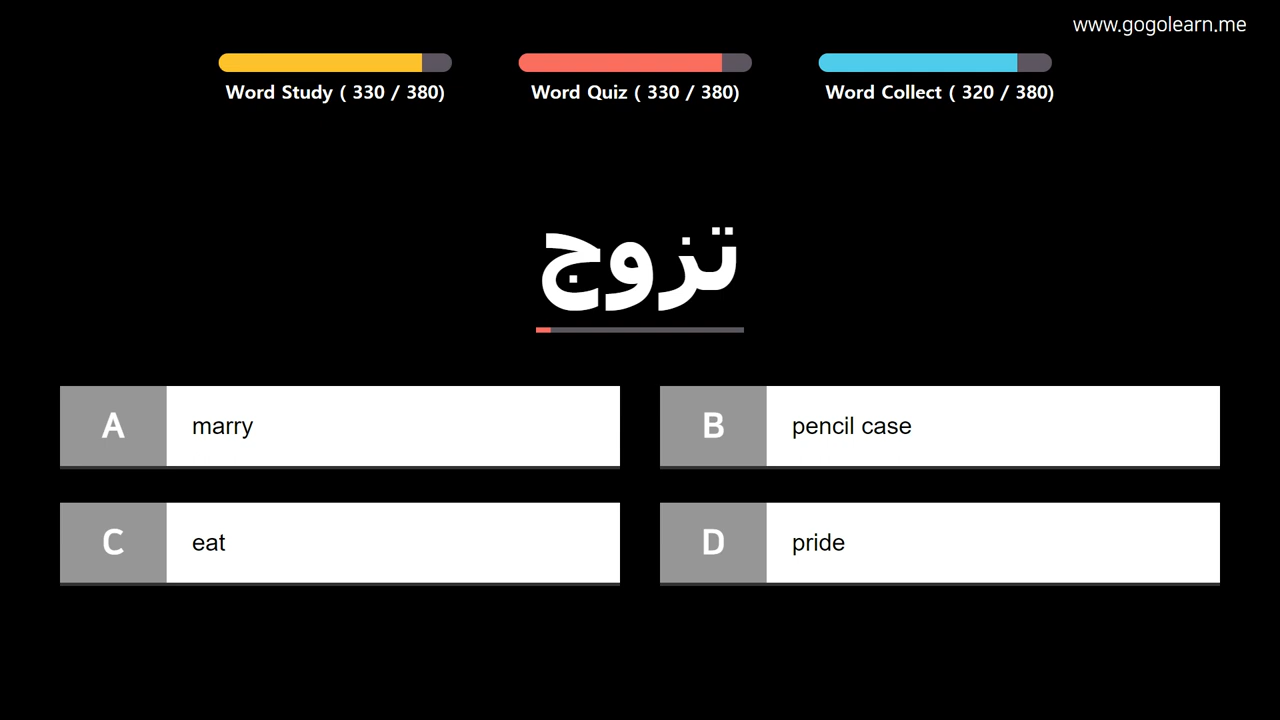 www.gogolearn.me
Word Study ( 330 / 380)
Word Quiz ( 330 / 380)
Word Collect ( 320 / 380)
تزوج
A marry
B pencil case
C eat
D pride